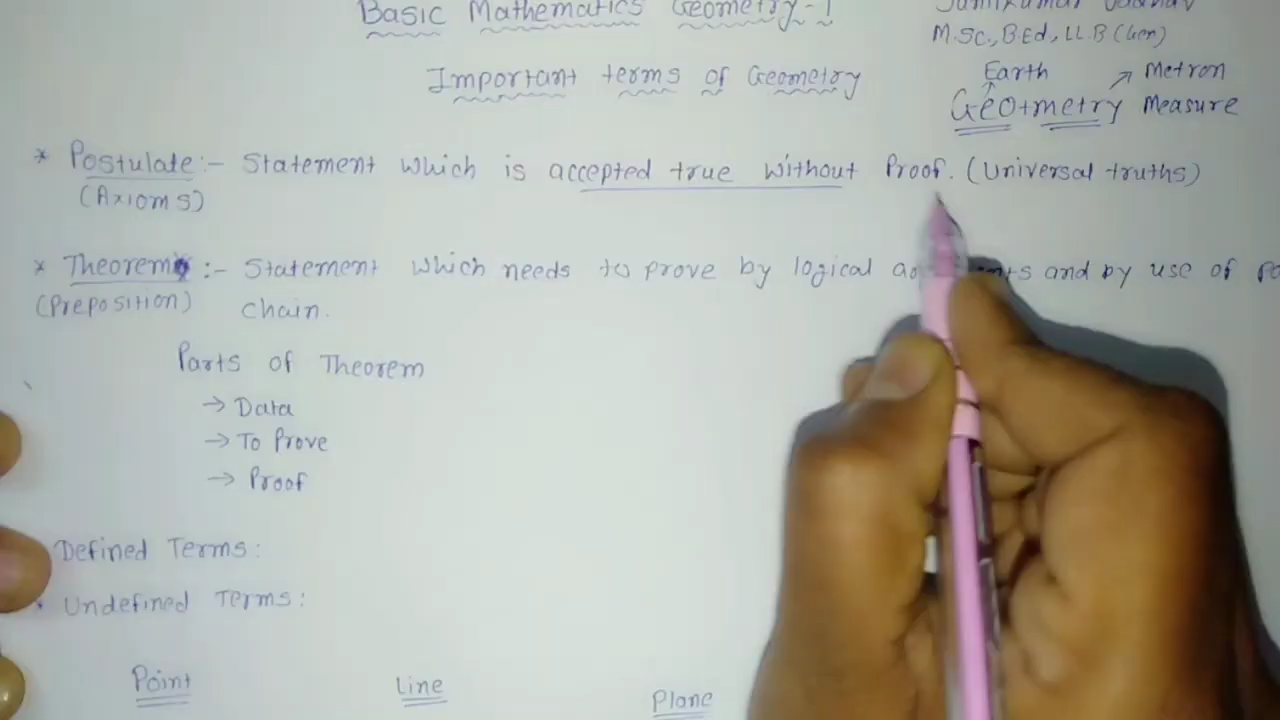 Basic Mathematics Geometry-1
M.Sc., B.Ed., LL.B (Gen)
Important terms of Geometry
Earth Metron
Geo+metry Measure
* Postulate :- Statement which is accepted true without Proof. (Universal truths)
(Axioms)
* Theorem :- Statement which needs to prove by logical and by use of
(Preposition) chain.
Parts of Theorem
→ Data
→ To Prove
→ Proof
Defined Terms:
* Undefined Terms:
Point Line Plane